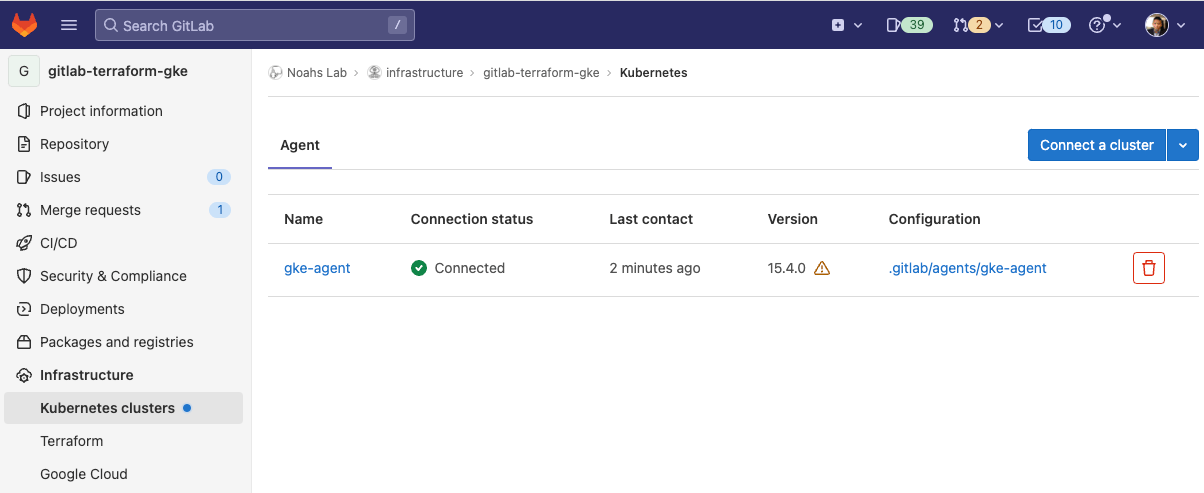 Search GitLab /
39 2 10
G gitlab-terraform-gke
Noahs Lab › infrastructure › gitlab-terraform-gke › Kubernetes
Project information
Repository
Issues 0
Merge requests 1
CI/CD
Security & Compliance
Deployments
Packages and registries
Infrastructure
Kubernetes clusters
Terraform
Google Cloud
Agent
Connect a cluster
Name Connection status Last contact Version Configuration
gke-agent Connected 2 minutes ago 15.4.0 .gitlab/agents/gke-agent